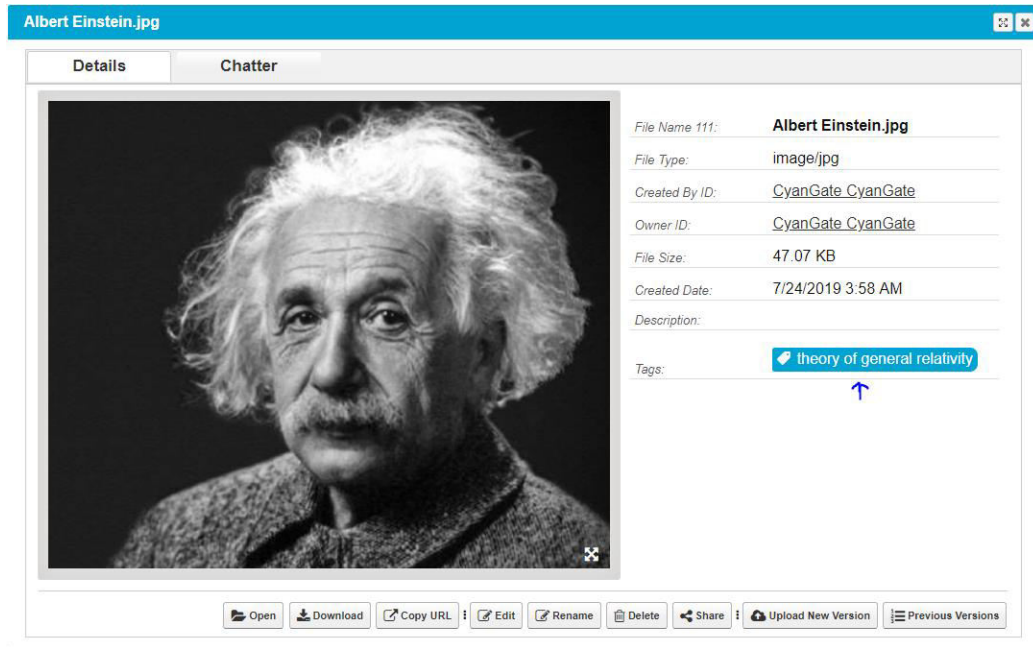 Albert Einstein.jpg
Details
Chatter
File Name 111: Albert Einstein.jpg
File Type: image/jpg
Created By ID: CyanGate CyanGate
Owner ID: CyanGate CyanGate
File Size: 47.07 KB
Created Date: 7/24/2019 3:58 AM
Description:
Tags: theory of general relativity
Open Download Copy URL Edit Rename Delete Share Upload New Version Previous Versions